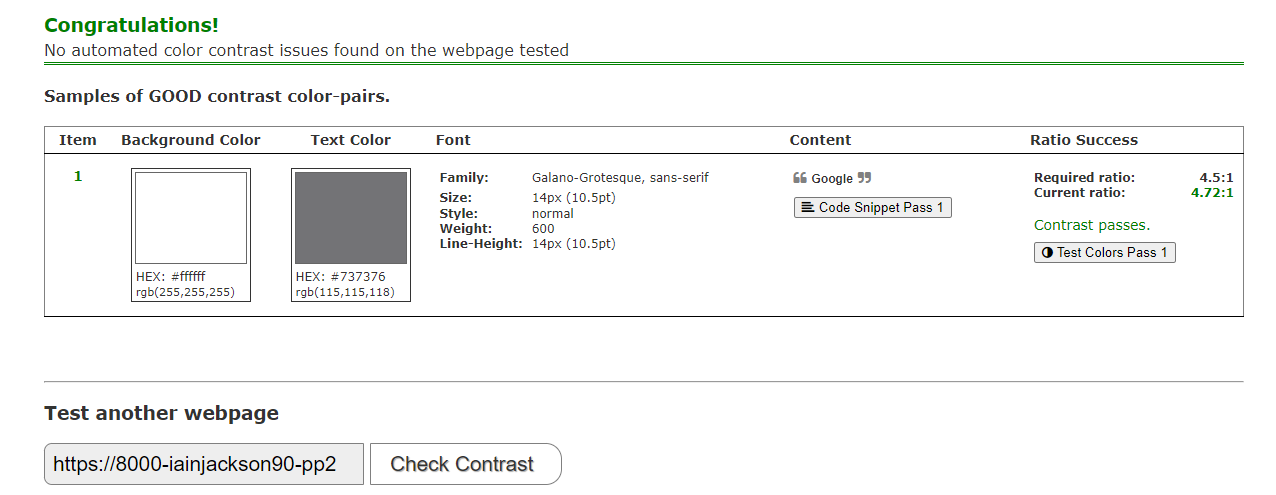 Congratulations!
No automated color contrast issues found on the webpage tested
Samples of GOOD contrast color-pairs.
Item Background Color Text Color Font Content Ratio Success
1
HEX: #ffffff
rgb(255,255,255)
HEX: #737376
rgb(115,115,118)
Family: Galano-Grotesque, sans-serif
Size: 14px (10.5pt)
Style: normal
Weight: 600
Line-Height: 14px (10.5pt)
❝ Google ❞
Code Snippet Pass 1
Required ratio: 4.5:1
Current ratio: 4.72:1
Contrast passes.
Test Colors Pass 1
Test another webpage
https://8000-iainjackson90-pp2
Check Contrast